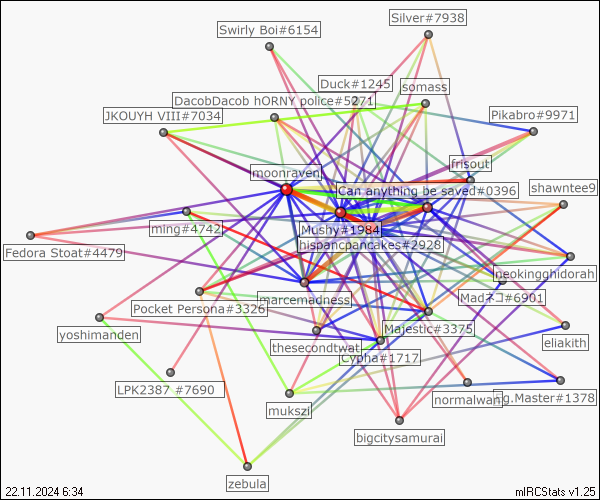 Silver#7938
Swirly Boi#6154
Duck#1245
somass
DacobDacob hORNY police#5271
JKOUYH VIII#7034
Pikabro#9971
frisout
moonraven
Can anything be saved#0396
shawntee9
Mushy#1984
ming#4742
hispancpancakes#2928
Fedora Stoat#4479
neokingghidorah
marcemadness
Madネコ#6901
Pocket Persona#3326
Majestic#3375
yoshimanden
thesecondtwat
eliakith
Cypha#1717
LPK2387 #7690
normalwan
g.Master#1378
mukszi
bigcitysamurai
zebula
22.11.2024 6:34
mIRCStats v1.25